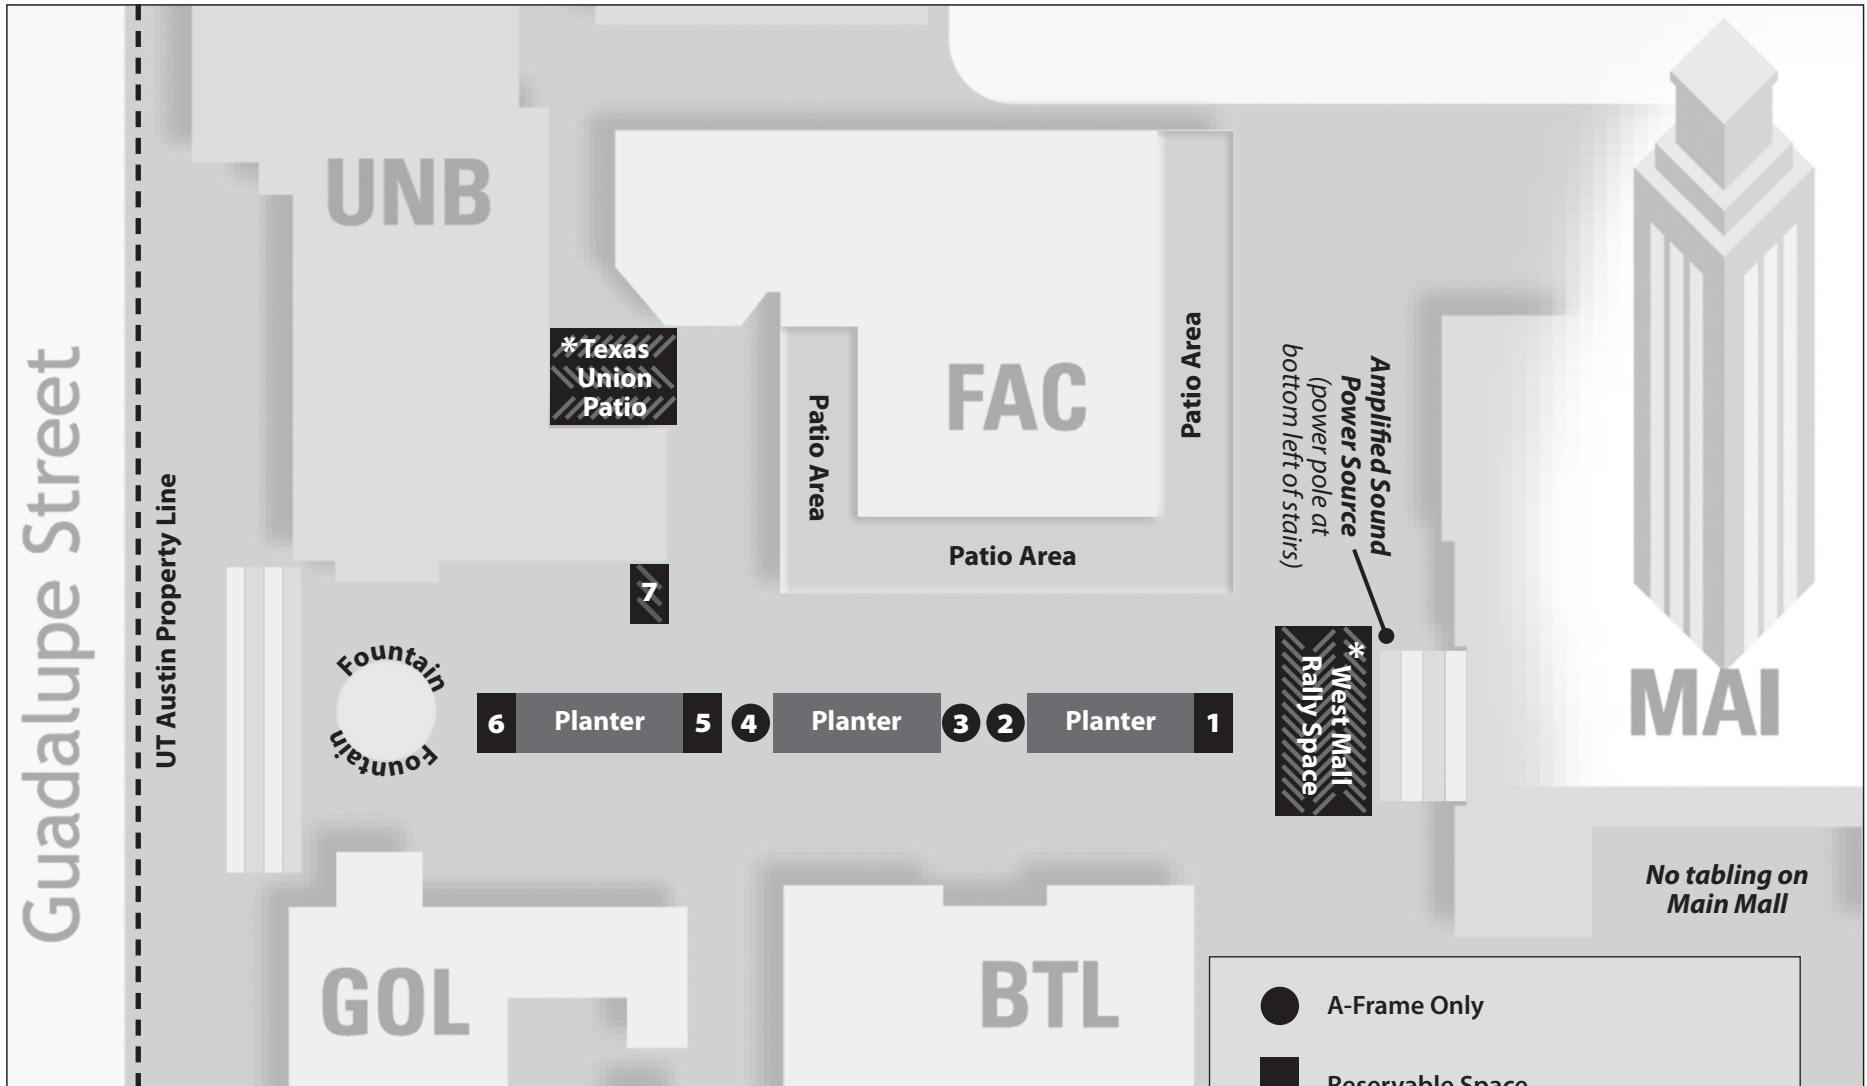 UNB
*Texas
Union
Patio
Patio Area
FAC
Patio Area
Patio Area
Amplified Sound
Power Source
(power pole at
bottom left of stairs)
Guadalupe Street
UT Austin Property Line
7
Fountain
Fountain
6
Planter
5
4
Planter
3
2
Planter
1
* West Mall
Rally Space
MAI
No tabling on
Main Mall
GOL
BTL
A-Frame Only
Reservable Space